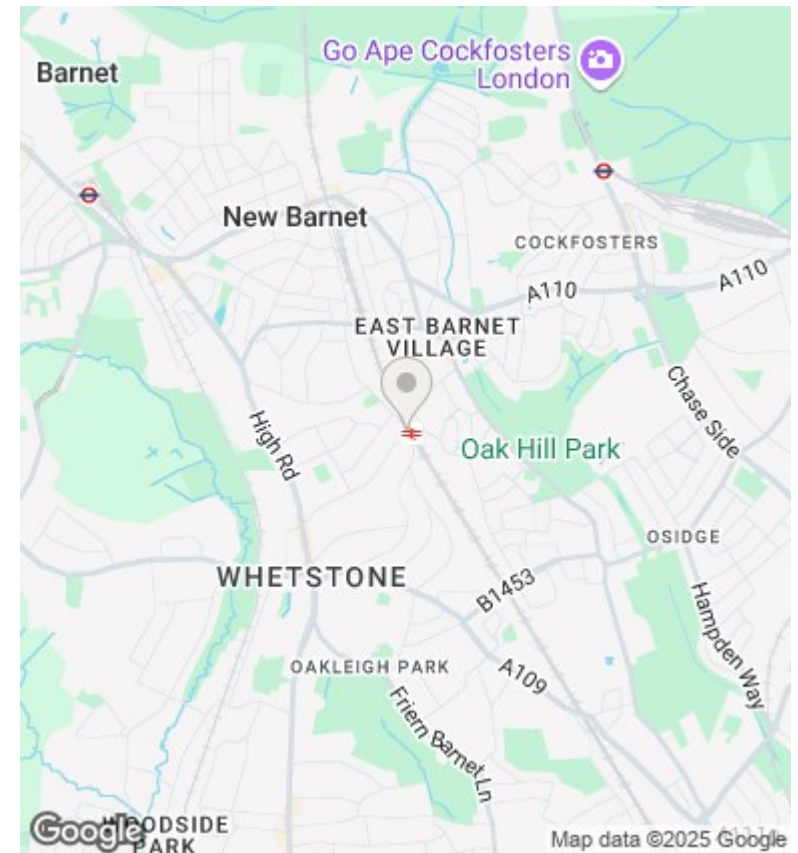 Go Ape Cockfosters
London
Barnet
New Barnet
COCKFOSTERS
A110
A110
EAST BARNET
VILLAGE
Chase Side
High Rd
Oak Hill Park
OSIDGE
WHETSTONE
B1453
Hampden Way
OAKLEIGH PARK
A109
Friern Barnet Ln
WOODSIDE
PARK
Google
Map data ©2025 Google